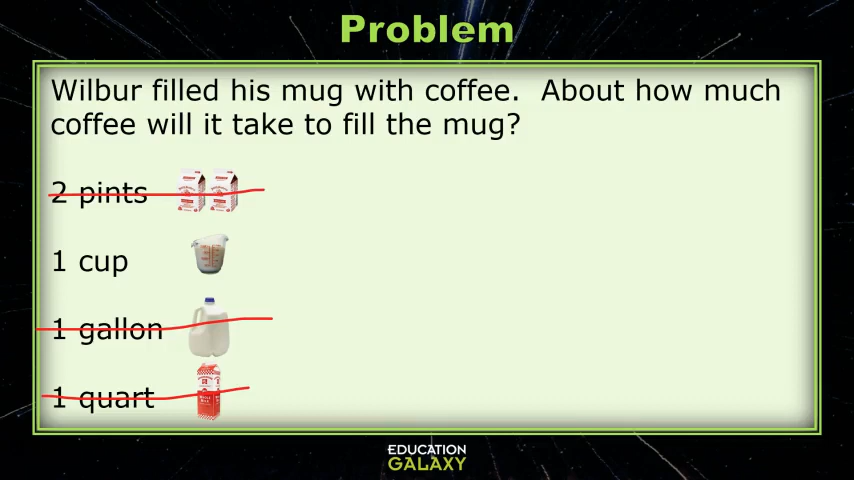 Problem
Wilbur filled his mug with coffee.  About how much
coffee will it take to fill the mug?
2 pints
1 cup
1 gallon
1 quart
EDUCATION
GALAXY